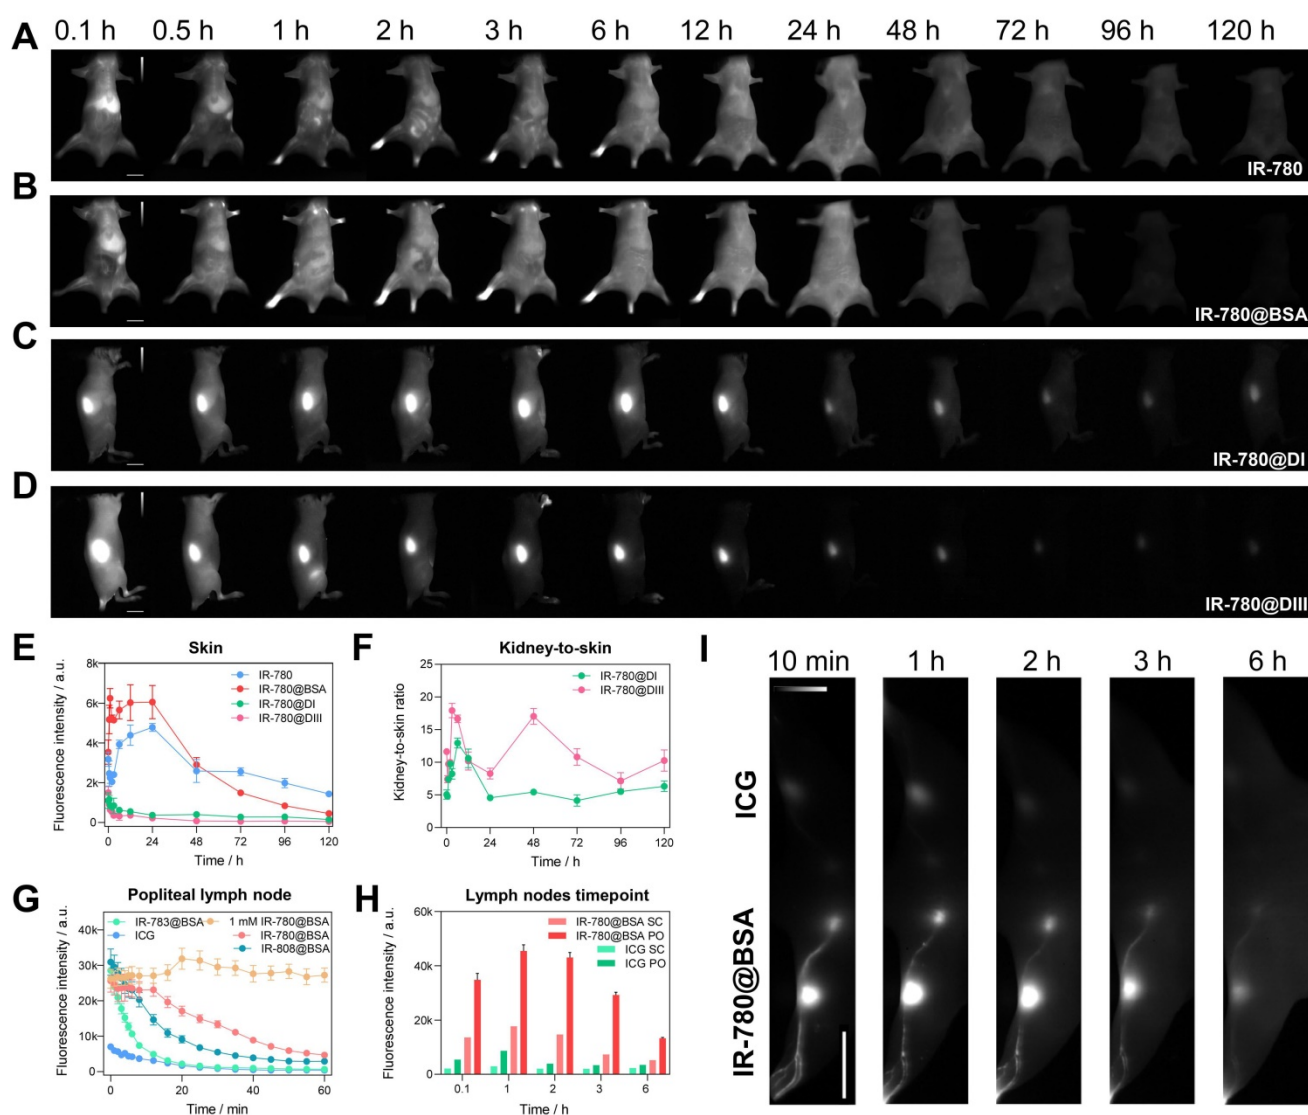 A 0.1 h 0.5 h 1 h 2 h 3 h 6 h 12 h 24 h 48 h 72 h 96 h 120 h
IR-780
B
IR-780@BSA
C
IR-780@DI
D
IR-780@DIII
E
Skin
8k
6k
4k
2k
0
Fluorescence intensity / a.u.
IR-780
IR-780@BSA
IR-780@DI
IR-780@DIII
0 24 48 72 96 120
Time / h
F
Kidney-to-skin
25
20
15
10
5
0
Kidney-to-skin ratio
IR-780@DI
IR-780@DIII
0 24 48 72 96 120
Time / h
G
Popliteal lymph node
40k
30k
20k
10k
0
Fluorescence intensity / a.u.
IR-783@BSA 1 mM IR-780@BSA
ICG IR-780@BSA
IR-808@BSA
0 20 40 60
Time / min
H
Lymph nodes timepoint
60k
40k
20k
0
Fluorescence intensity / a.u.
IR-780@BSA SC
IR-780@BSA PO
ICG SC
ICG PO
0.1 1 2 3 6
Time / h
I
10 min 1 h 2 h 3 h 6 h
ICG
IR-780@BSA